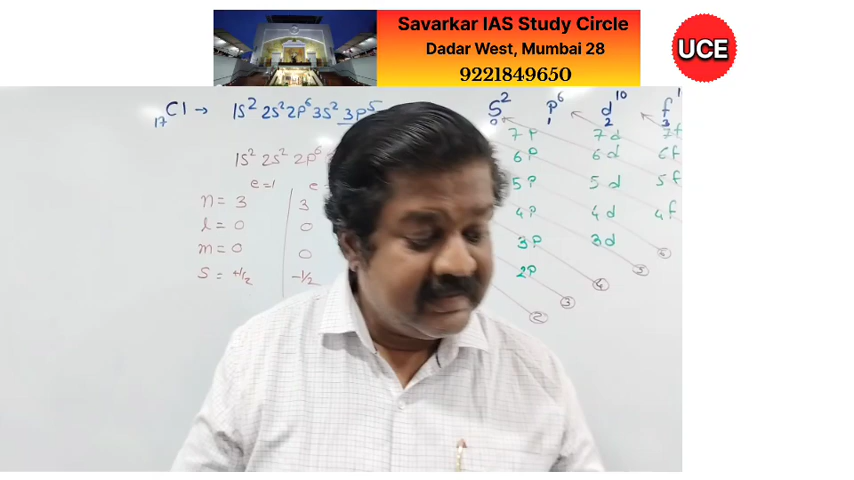 Savarkar IAS Study Circle
Dadar West, Mumbai 28
9221849650
UCE
17Cl → 1s² 2s² 2p⁶ 3s² 3p⁵
1s² 2s² 2p⁶
e=1 e
n = 3 3
l = 0 0
m = 0 0
s = +1/2 -1/2
s² p⁶ d¹⁰ f¹
0 1 2 3
7p 7d 7f
6p 6d 6f
5p 5d 5f
4p 4d 4f
3p 3d
2p
2 3 4 5 6